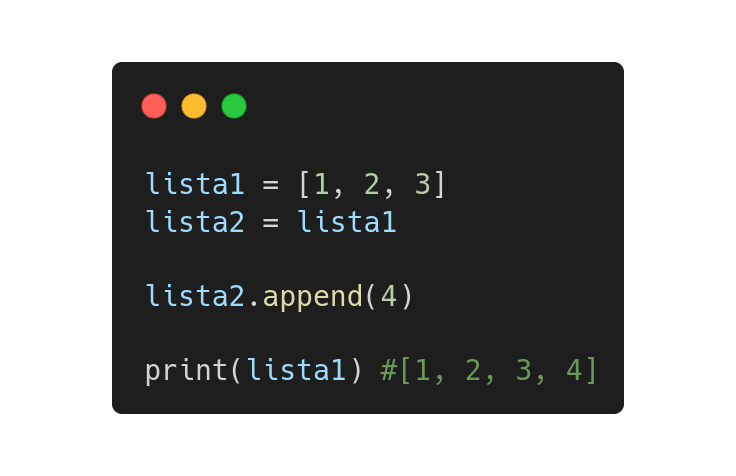 lista1 = [1, 2, 3]
lista2 = lista1
lista2.append(4)
print(lista1) #[1, 2, 3, 4]